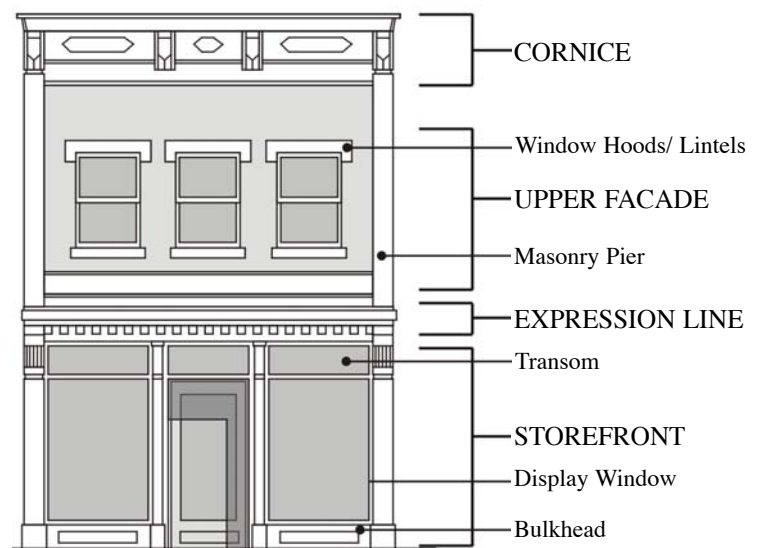 CORNICE
Window Hoods/ Lintels
UPPER FACADE
Masonry Pier
EXPRESSION LINE
Transom
STOREFRONT
Display Window
Bulkhead